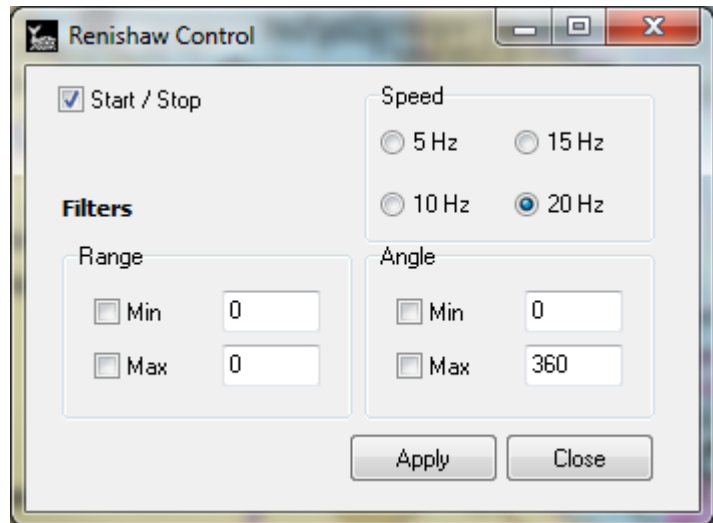 Renishaw Control
Start / Stop
Speed
5 Hz 15 Hz
10 Hz 20 Hz
Filters
Range
Min 0
Max 0
Angle
Min 0
Max 360
Apply Close